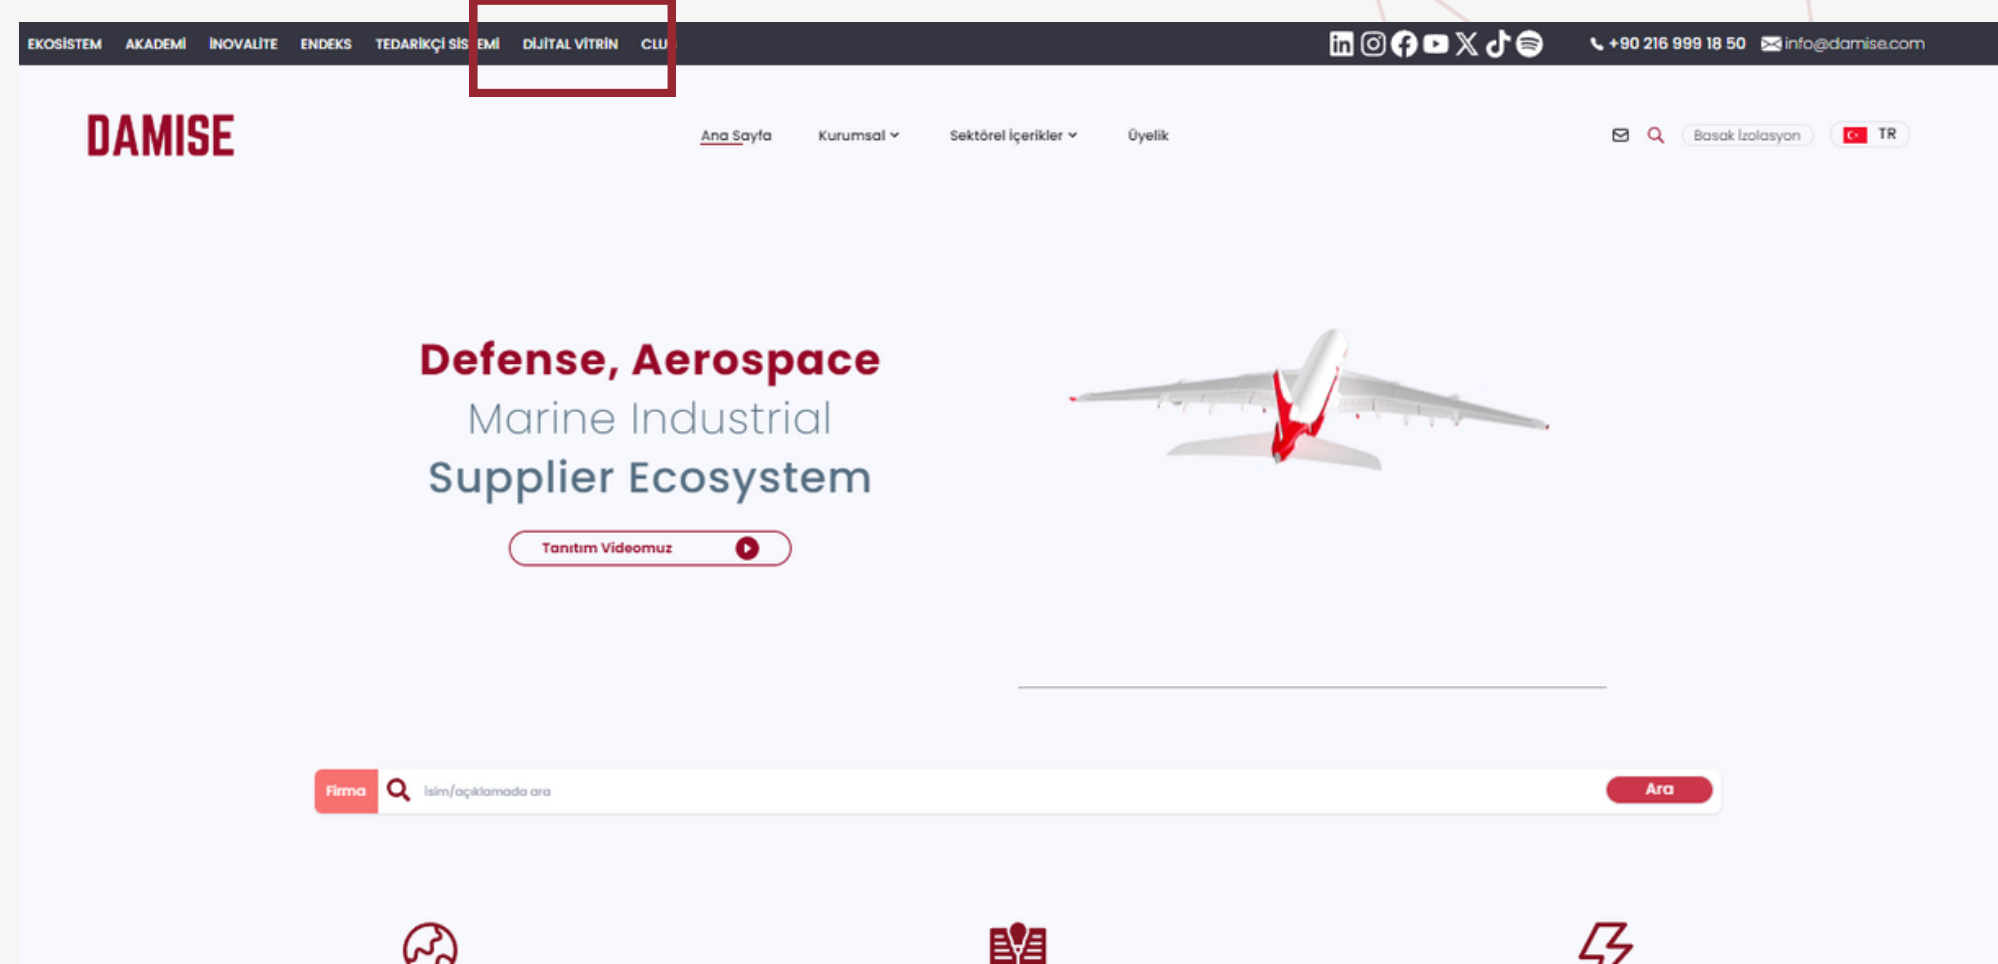 EKOSİSTEM AKADEMİ İNOVALİTE ENDEKS TEDARİKÇİ SİSTEMİ DİJİTAL VİTRİN CLUB
+90 216 999 18 50 info@damise.com
DAMISE
Ana Sayfa Kurumsal Sektörel İçerikler Üyelik
Basak İzolasyon TR
Defense, Aerospace
Marine Industrial
Supplier Ecosystem
Tanıtım Videomuz
Firma İsim/açıklamada ara Ara